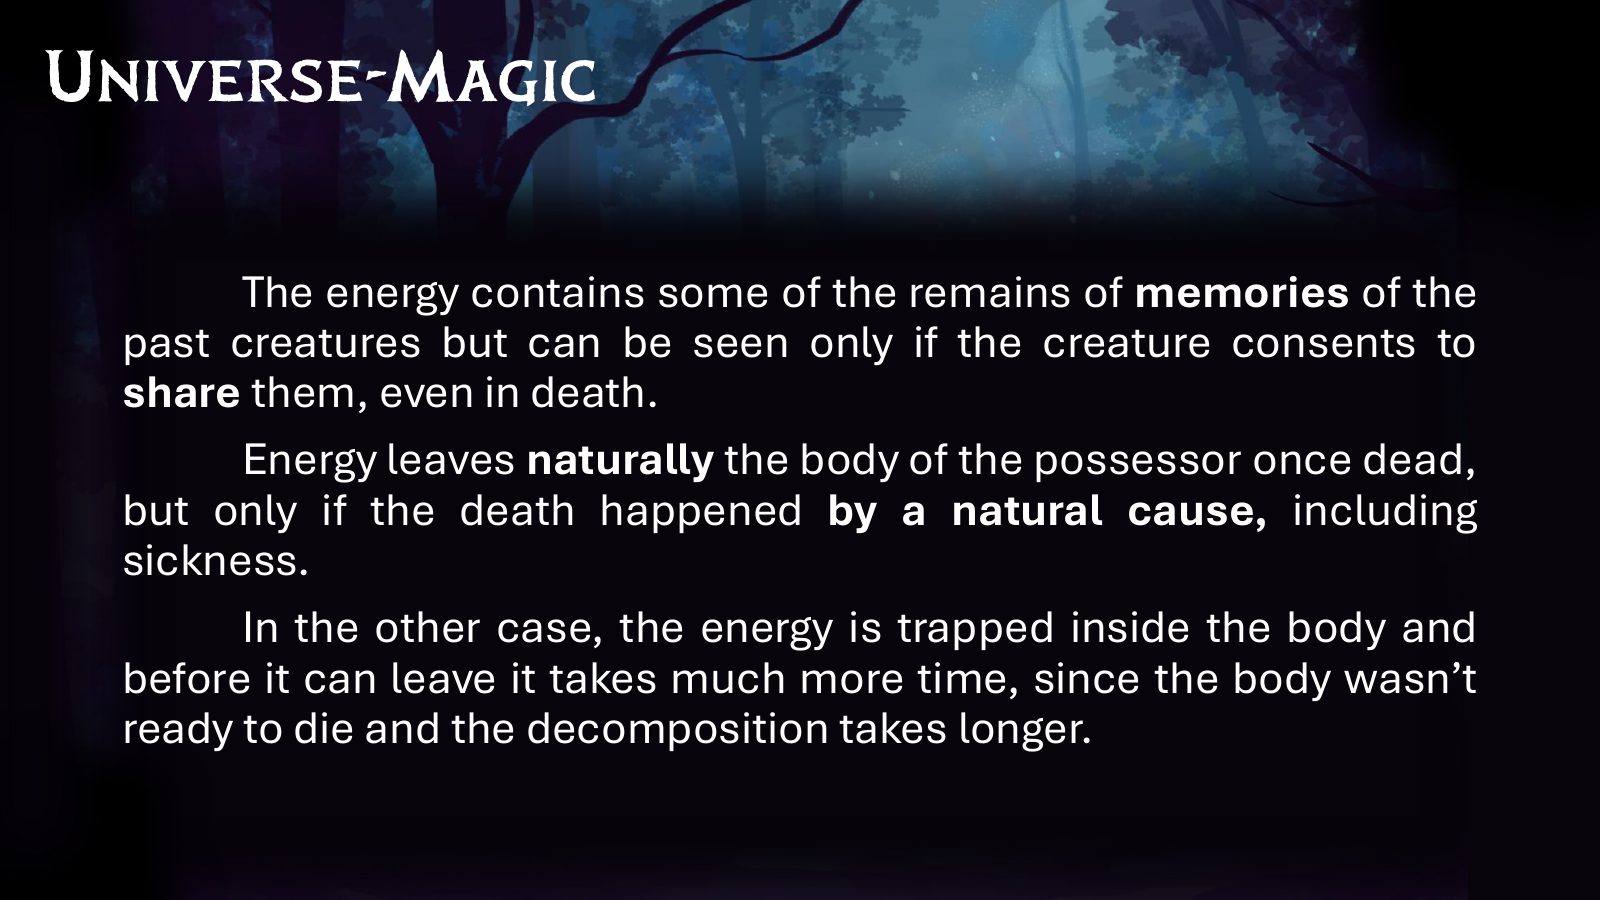 Universe-Magic
The energy contains some of the remains of memories of the
past creatures but can be seen only if the creature consents to
share them, even in death.
Energy leaves naturally the body of the possessor once dead,
but only if the death happened by a natural cause, including
sickness.
In the other case, the energy is trapped inside the body and
before it can leave it takes much more time, since the body wasn’t
ready to die and the decomposition takes longer.